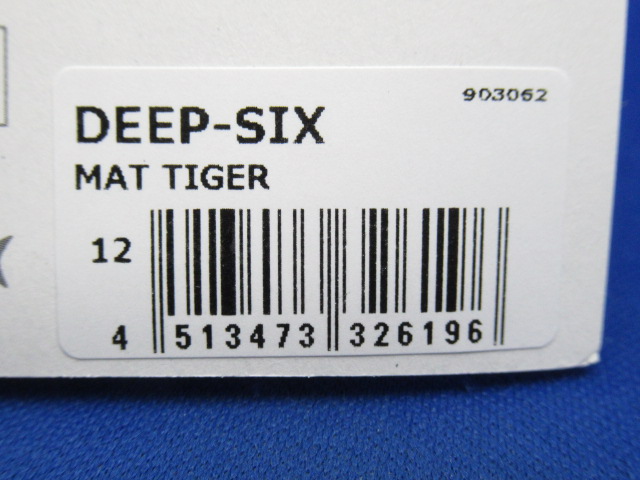 903062
DEEP-SIX
MAT TIGER
12
4 513473 326196